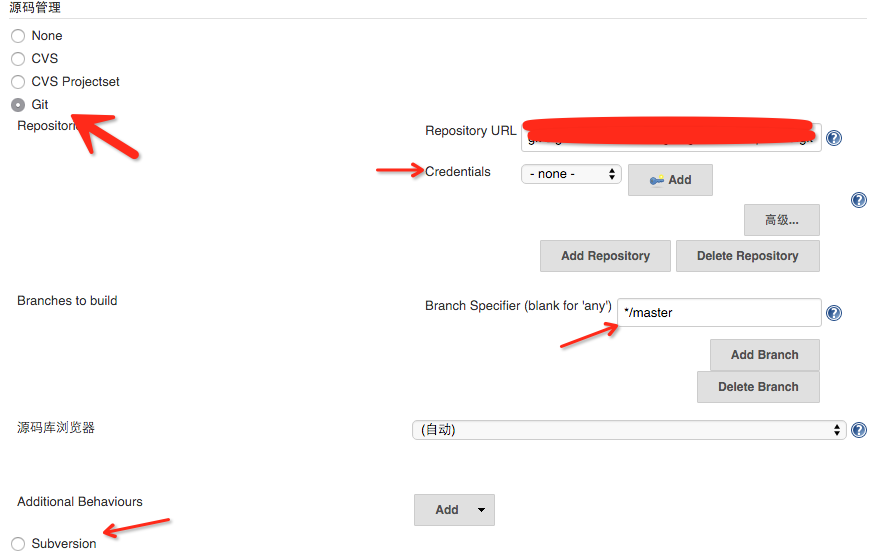 源码管理
None
CVS
CVS Projectset
Git
Repositori
Repository URL
Credentials
- none -
Add
高级...
Add Repository
Delete Repository
Branches to build
Branch Specifier (blank for 'any')
*/master
Add Branch
Delete Branch
源码库浏览器
(自动)
Additional Behaviours
Add
Subversion